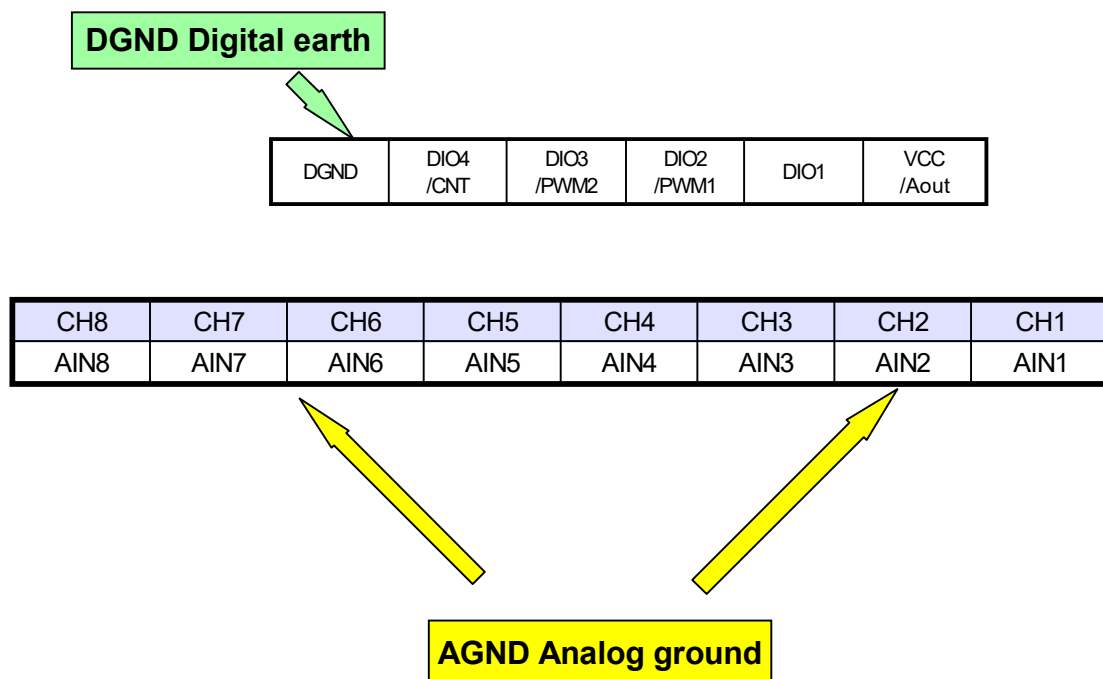 DGND Digital earth
DGND DIO4 /CNT DIO3 /PWM2 DIO2 /PWM1 DIO1 VCC /Aout
CH8 CH7 CH6 CH5 CH4 CH3 CH2 CH1
AIN8 AIN7 AIN6 AIN5 AIN4 AIN3 AIN2 AIN1
AGND Analog ground